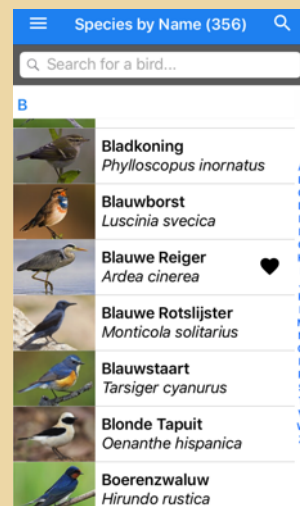 Species by Name (356)
Search for a bird...
B
Bladkoning
Phylloscopus inornatus
Blauwborst
Luscinia svecica
Blauwe Reiger
Ardea cinerea
Blauwe Rotslijster
Monticola solitarius
Blauwstaart
Tarsiger cyanurus
Blonde Tapuit
Oenanthe hispanica
Boerenzwaluw
Hirundo rustica